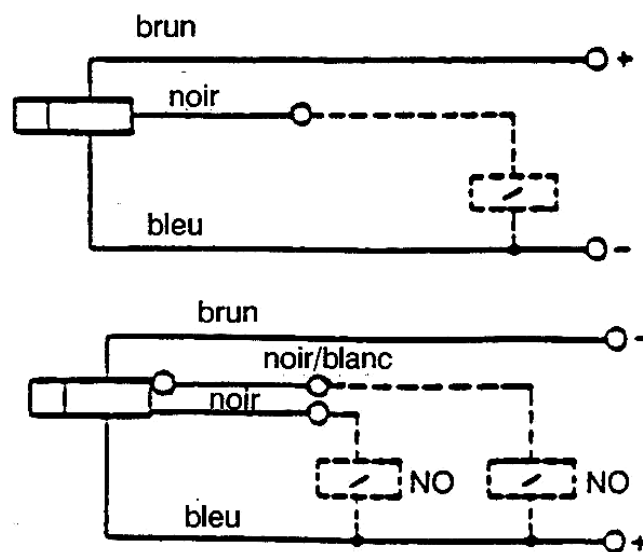 brun +
noir
bleu -
brun -
noir/blanc
noir
NO NO
bleu +